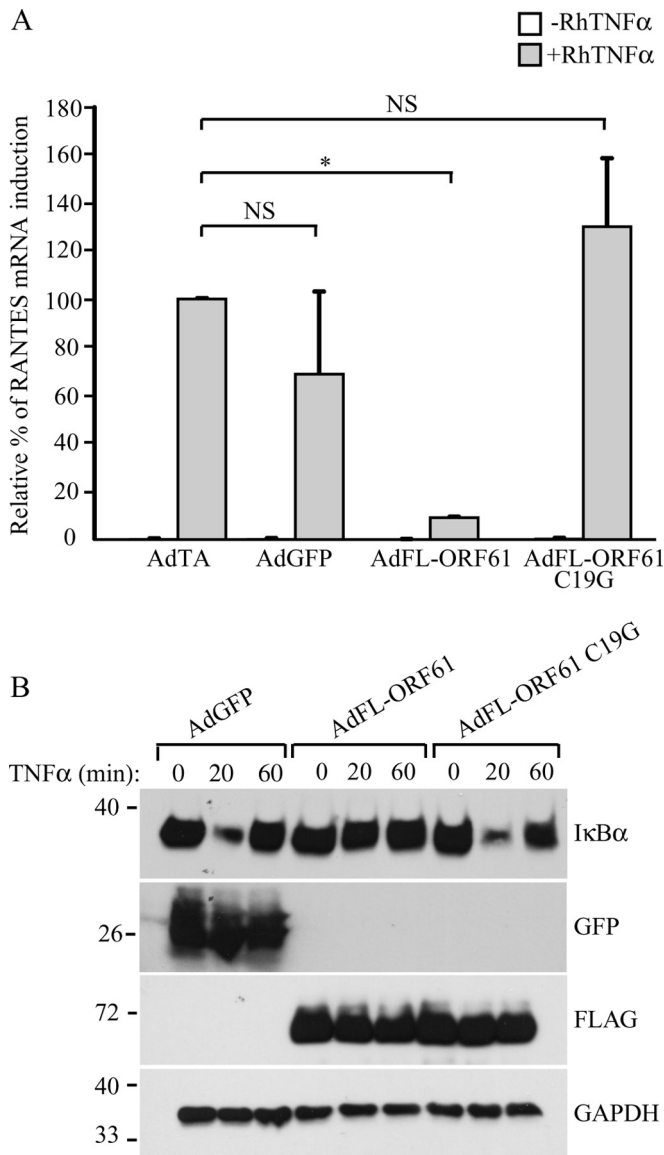 A
-RhTNFα
+RhTNFα
Relative % of RANTES mRNA induction
180
160
140
120
100
80
60
40
20
0
NS
*
NS
AdTA
AdGFP
AdFL-ORF61
AdFL-ORF61
C19G
B
AdGFP
AdFL-ORF61
AdFL-ORF61 C19G
TNFα (min): 0 20 60 0 20 60 0 20 60
40
IκBα
26
GFP
72
FLAG
40
33
GAPDH